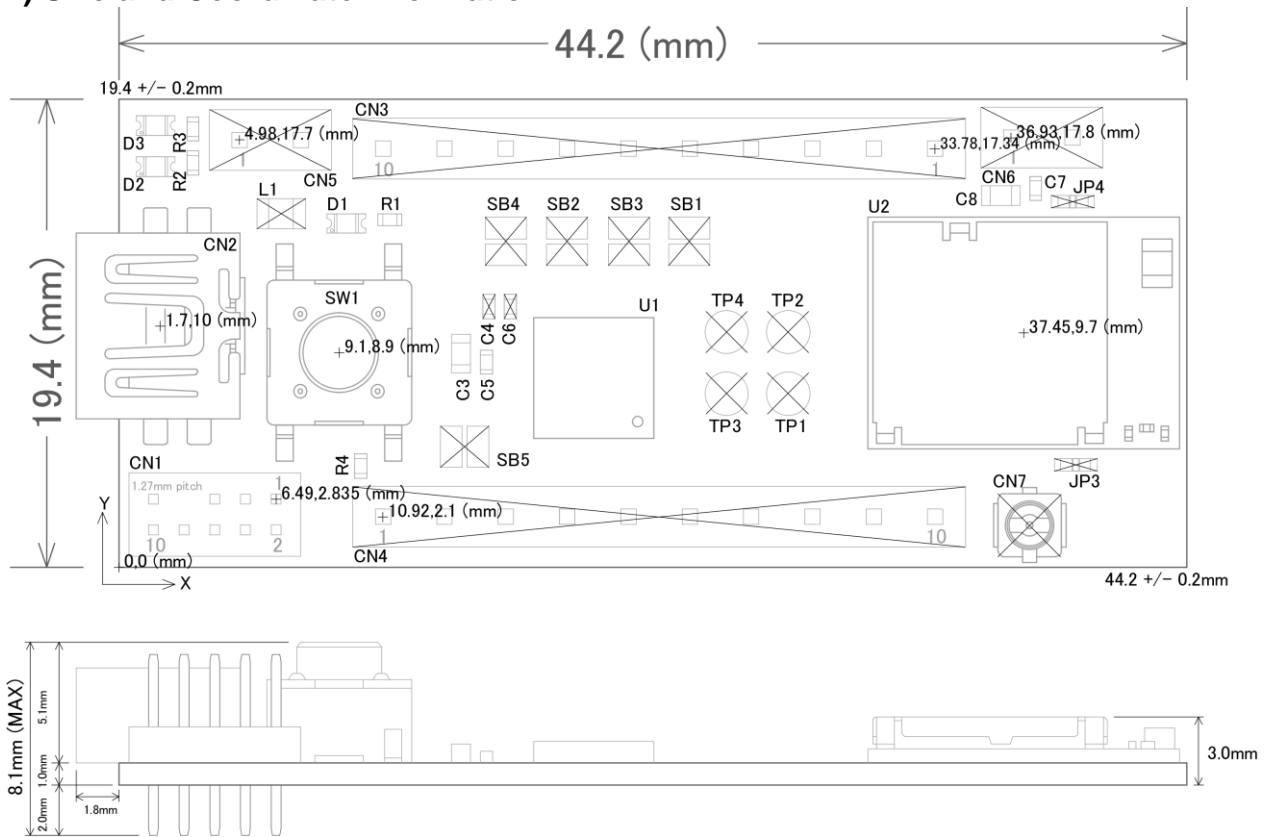 44.2 (mm)
19.4 +/- 0.2mm
CN3
D3
R3
4.98,17.7 (mm)
1
36.93,17.8 (mm)
33.78,17.34 (mm)
1
D2
R2
CN5
10
1
CN6
C7
L1
D1
R1
SB4
SB2
SB3
SB1
C8
JP4
U2
CN2
19.4 (mm)
SW1
C4
C6
U1
TP4
TP2
1.7,10 (mm)
9.1,8.9 (mm)
37.45,9.7 (mm)
C3
C5
TP3
TP1
CN1
R4
SB5
JP3
1.27mm pitch
1
6.49,2.835 (mm)
CN7
Y
10.92,2.1 (mm)
10
2
1
10
0,0 (mm)
CN4
X
44.2 +/- 0.2mm
8.1mm (MAX)
5.1mm
1.0mm
2.0mm
1.8mm
3.0mm